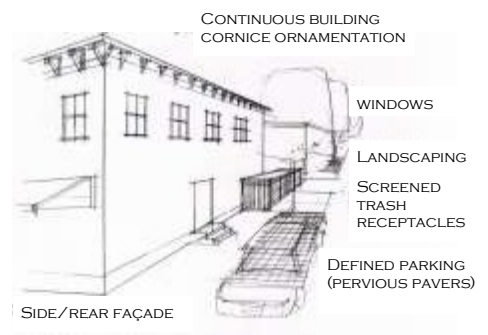 CONTINUOUS BUILDING
CORNICE ORNAMENTATION
WINDOWS
LANDSCAPING
SCREENED
TRASH
RECEPTACLES
DEFINED PARKING
(PERVIOUS PAVERS)
SIDE/REAR FAÇADE